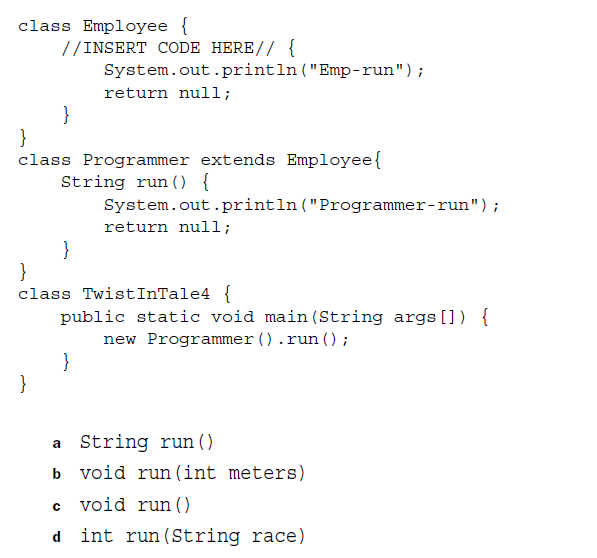 class Employee {
    //INSERT CODE HERE// {
        System.out.println("Emp-run");
        return null;
    }
}
class Programmer extends Employee{
    String run() {
        System.out.println("Programmer-run");
        return null;
    }
}
class TwistInTale4 {
    public static void main(String args[]) {
        new Programmer().run();
    }
}
a String run()
b void run(int meters)
c void run()
d int run(String race)